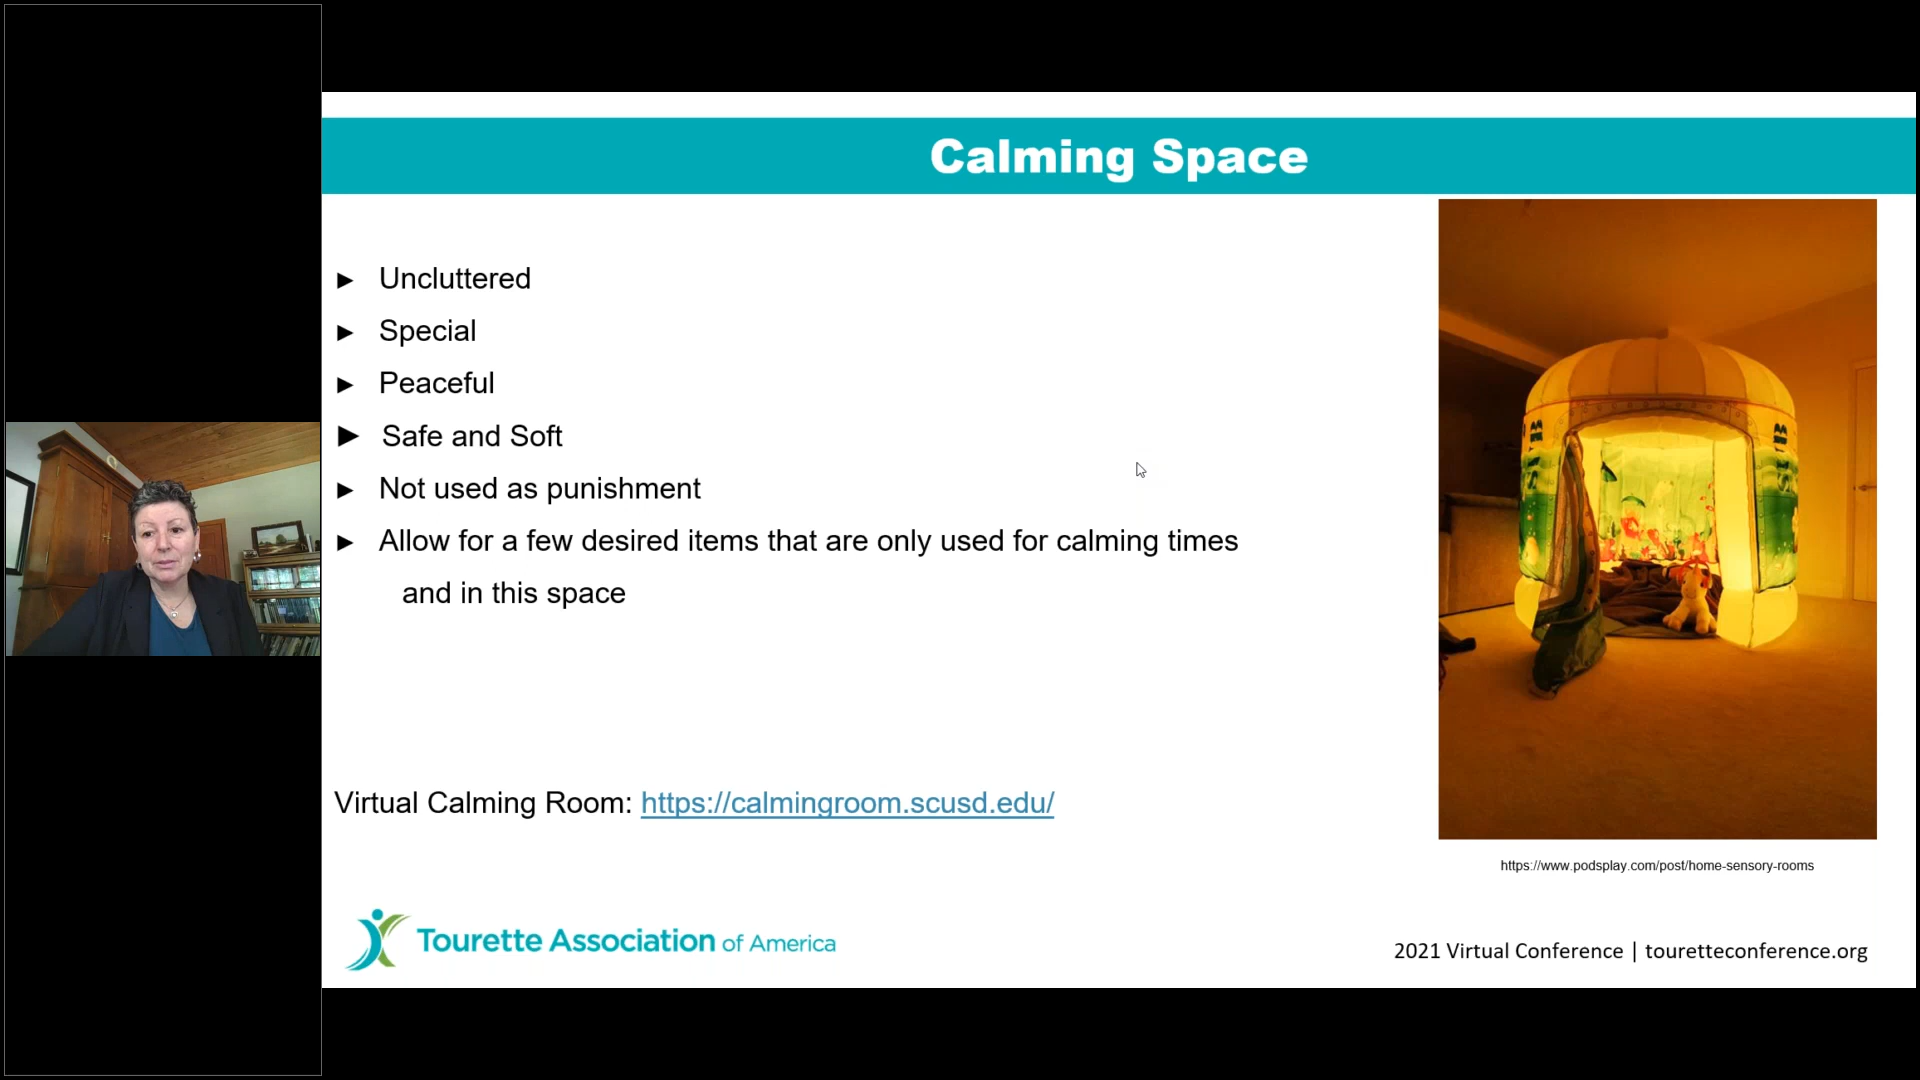 Calming Space
► Uncluttered
► Special
► Peaceful
► Safe and Soft
► Not used as punishment
► Allow for a few desired items that are only used for calming times
and in this space
Virtual Calming Room: https://calmingroom.scusd.edu/
https://www.podsplay.com/post/home-sensory-rooms
Tourette Association of America
2021 Virtual Conference | touretteconference.org